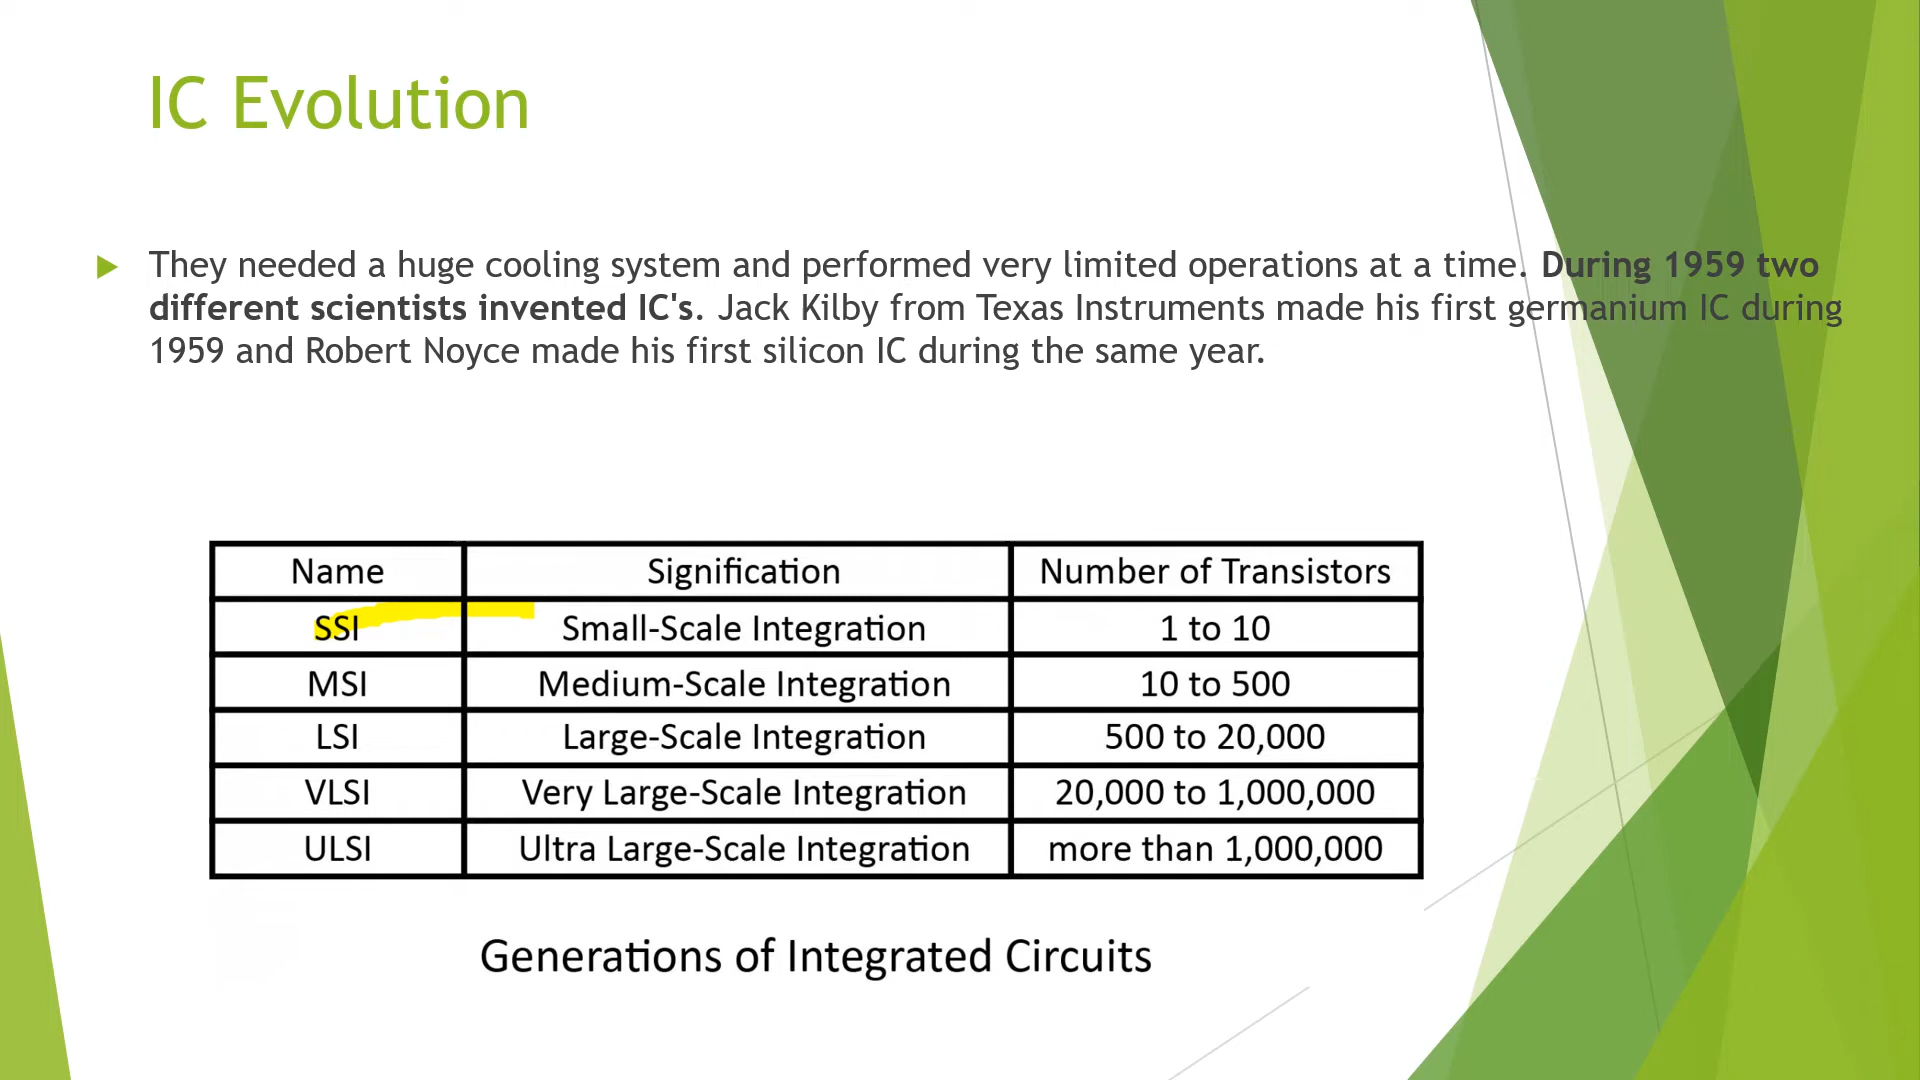 IC Evolution
They needed a huge cooling system and performed very limited operations at a time. During 1959 two
different scientists invented IC's. Jack Kilby from Texas Instruments made his first germanium IC during
1959 and Robert Noyce made his first silicon IC during the same year.
Name Signification Number of Transistors
SSI Small-Scale Integration 1 to 10
MSI Medium-Scale Integration 10 to 500
LSI Large-Scale Integration 500 to 20,000
VLSI Very Large-Scale Integration 20,000 to 1,000,000
ULSI Ultra Large-Scale Integration more than 1,000,000
Generations of Integrated Circuits